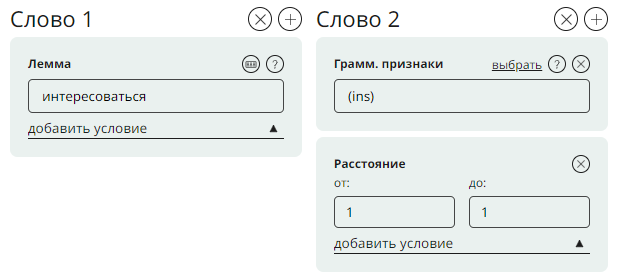 Слово 1
Лемма
интересоваться
добавить условие
Слово 2
Грамм. признаки выбрать
(ins)
Расстояние
от: до:
1 1
добавить условие